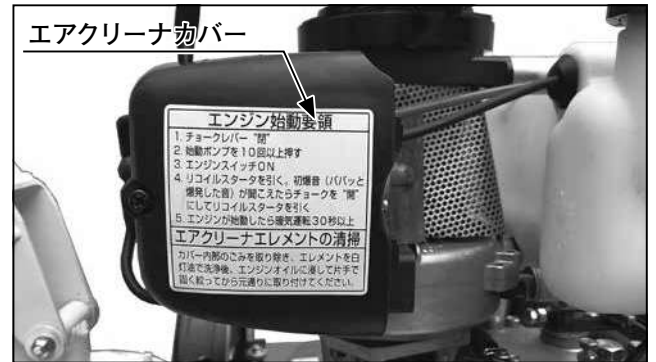 エアクリーナカバー
エンジン始動要領
1. チョークレバー “閉”
2. 始動ポンプを10回以上押す
3. エンジンスイッチON
4. リコイルスタータを引く。初爆音（ババッと
爆発した音）が聞こえたらチョークを “開”
にしてリコイルスタータを引く
5. エンジンが始動したら暖気運転30秒以上
エアクリーナエレメントの清掃
カバー内部のごみを取り除き、エレメントを白
灯油で洗浄後、エンジンオイルに浸して片手で
固く絞ってから元通りに取り付けてください。